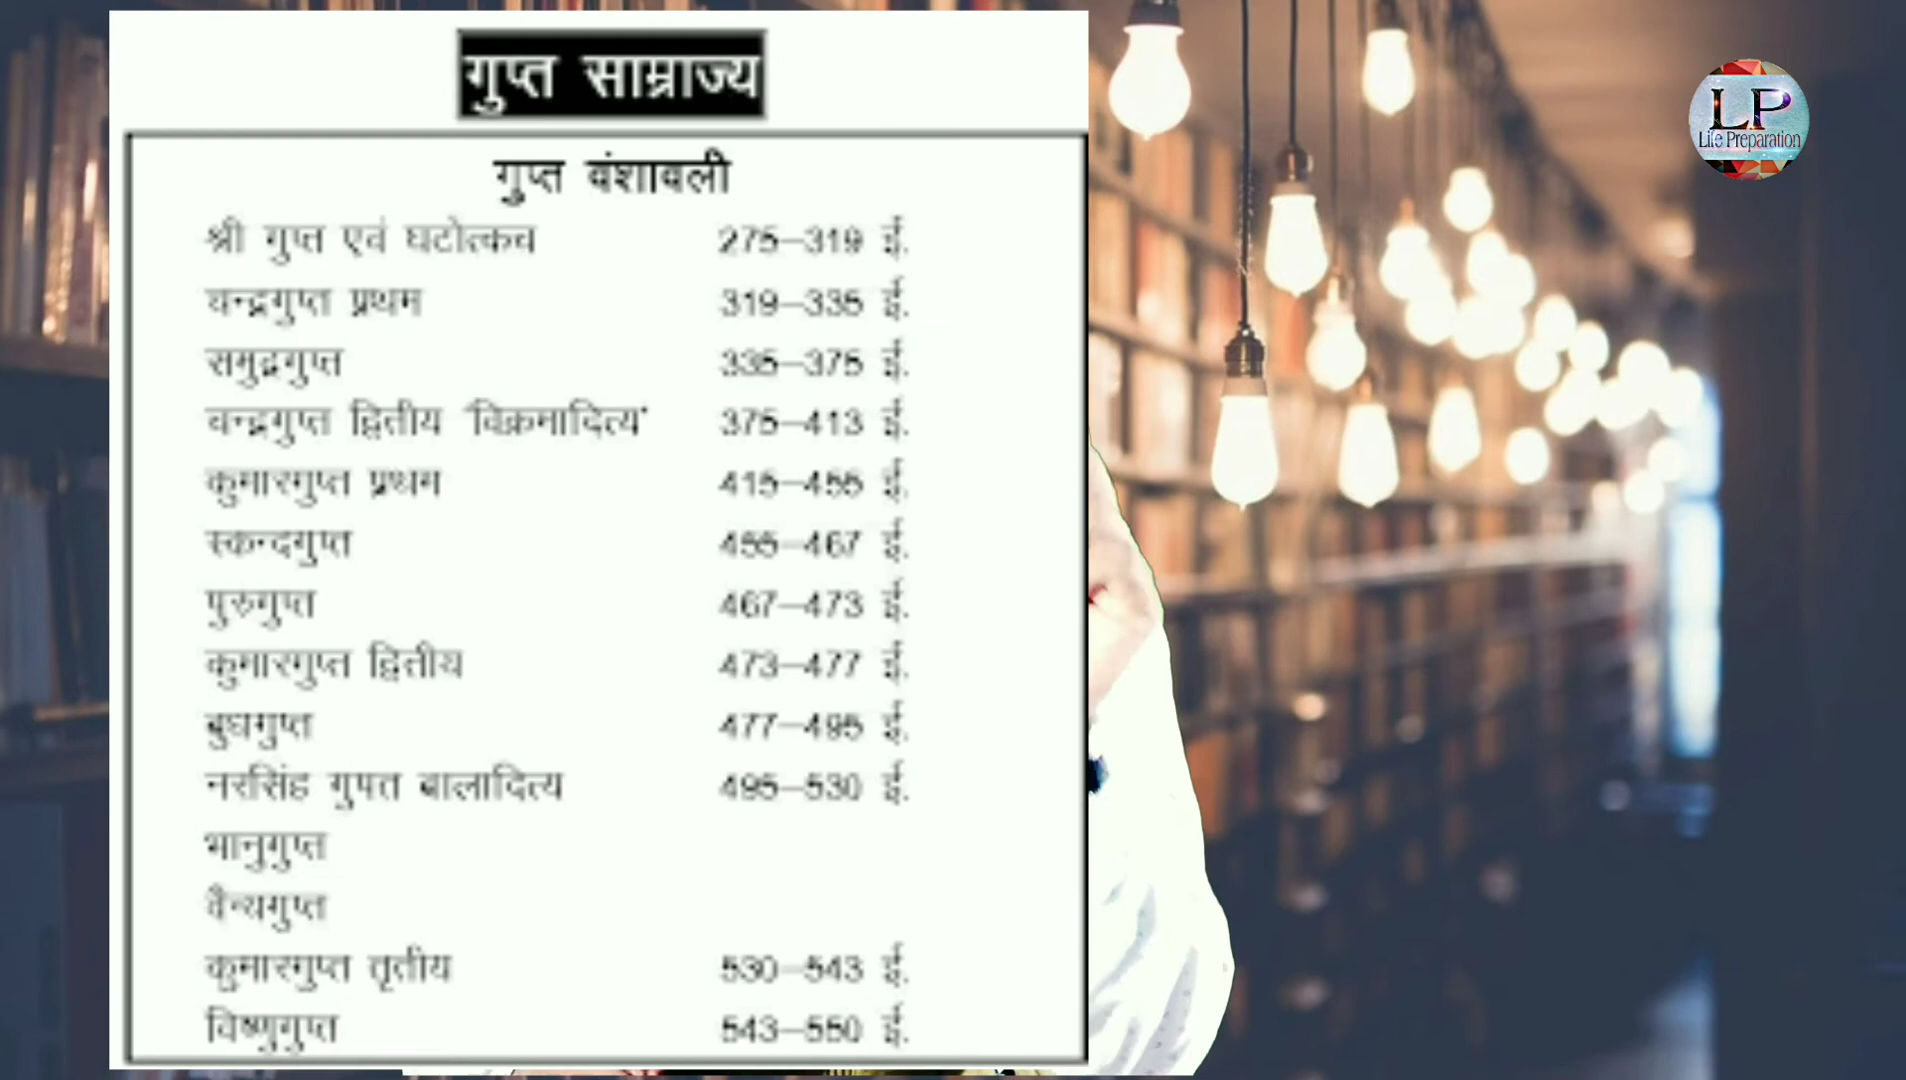 गुप्त साम्राज्य
गुप्त वंशावली
श्री गुप्त एवं घटोत्कच 275–319 ई.
चन्द्रगुप्त प्रथम 319–335 ई.
समुद्रगुप्त 335–375 ई.
चन्द्रगुप्त द्वितीय 'विक्रमादित्य' 375–413 ई.
कुमारगुप्त प्रथम 415–455 ई.
स्कन्दगुप्त 455–467 ई.
पुरुगुप्त 467–473 ई.
कुमारगुप्त द्वितीय 473–477 ई.
बुधगुप्त 477–495 ई.
नरसिंह गुपत बालादित्य 495–530 ई.
भानुगुप्त
वैन्यगुप्त
कुमारगुप्त तृतीय 530–543 ई.
विष्णुगुप्त 543–550 ई.
LP
Life Preparation